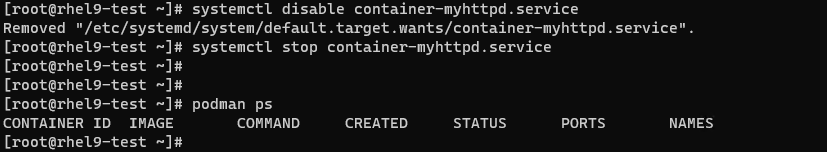 [root@rhel9-test ~]# systemctl disable container-myhttpd.service
Removed "/etc/systemd/system/default.target.wants/container-myhttpd.service".
[root@rhel9-test ~]# systemctl stop container-myhttpd.service
[root@rhel9-test ~]#
[root@rhel9-test ~]#
[root@rhel9-test ~]# podman ps
CONTAINER ID  IMAGE       COMMAND     CREATED     STATUS      PORTS       NAMES
[root@rhel9-test ~]#